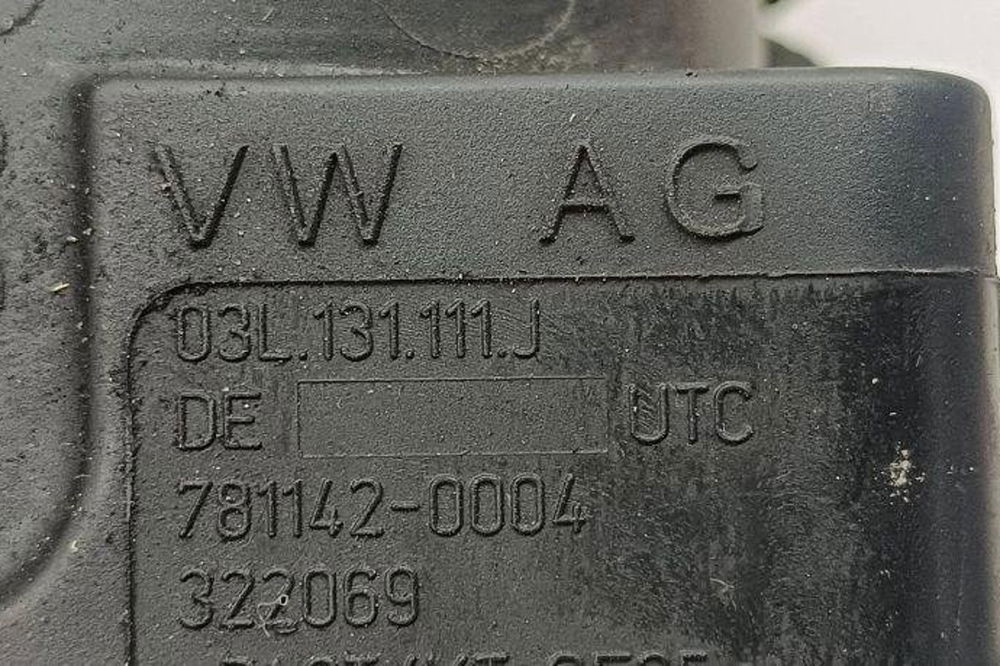 VW AG
03L.131.111.J
DE UTC
781142-0004
322069